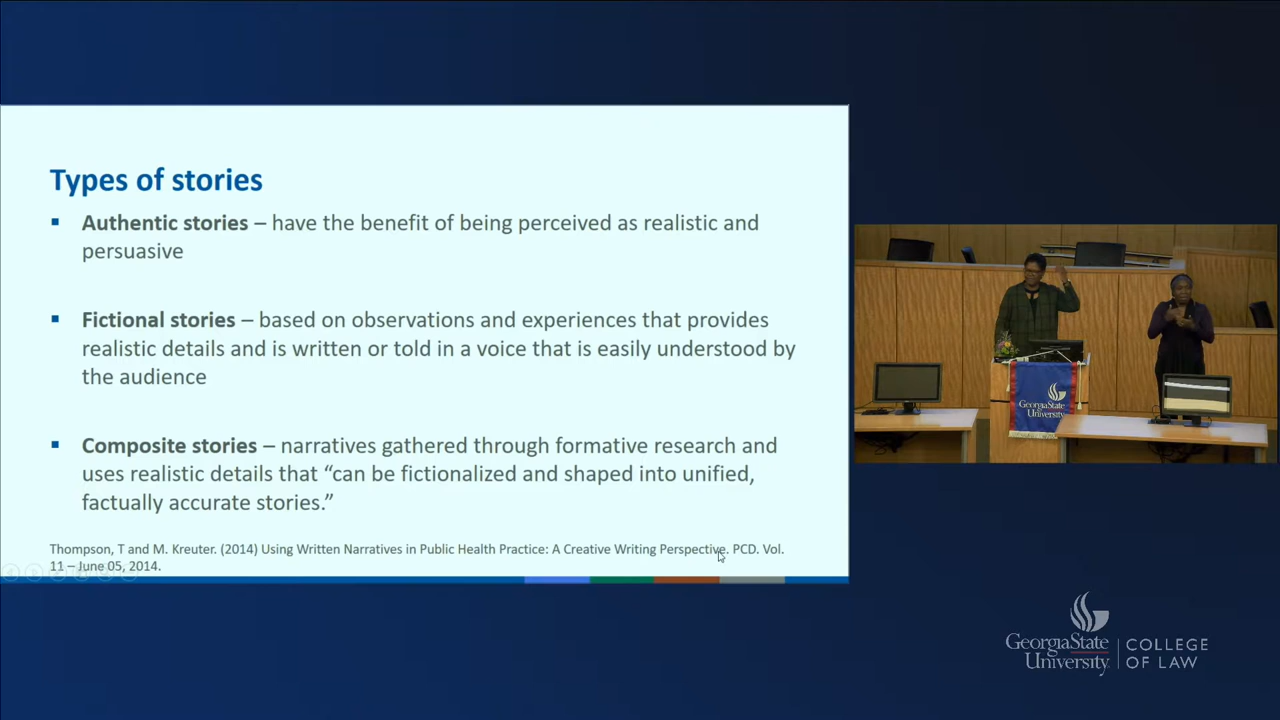 Types of stories
▪ Authentic stories – have the benefit of being perceived as realistic and
persuasive
▪ Fictional stories – based on observations and experiences that provides
realistic details and is written or told in a voice that is easily understood by
the audience
▪ Composite stories – narratives gathered through formative research and
uses realistic details that “can be fictionalized and shaped into unified,
factually accurate stories.”
Thompson, T and M. Kreuter. (2014) Using Written Narratives in Public Health Practice: A Creative Writing Perspective. PCD. Vol.
11 – June 05, 2014.
GeorgiaState
University
GeorgiaState
University
COLLEGE
OF LAW